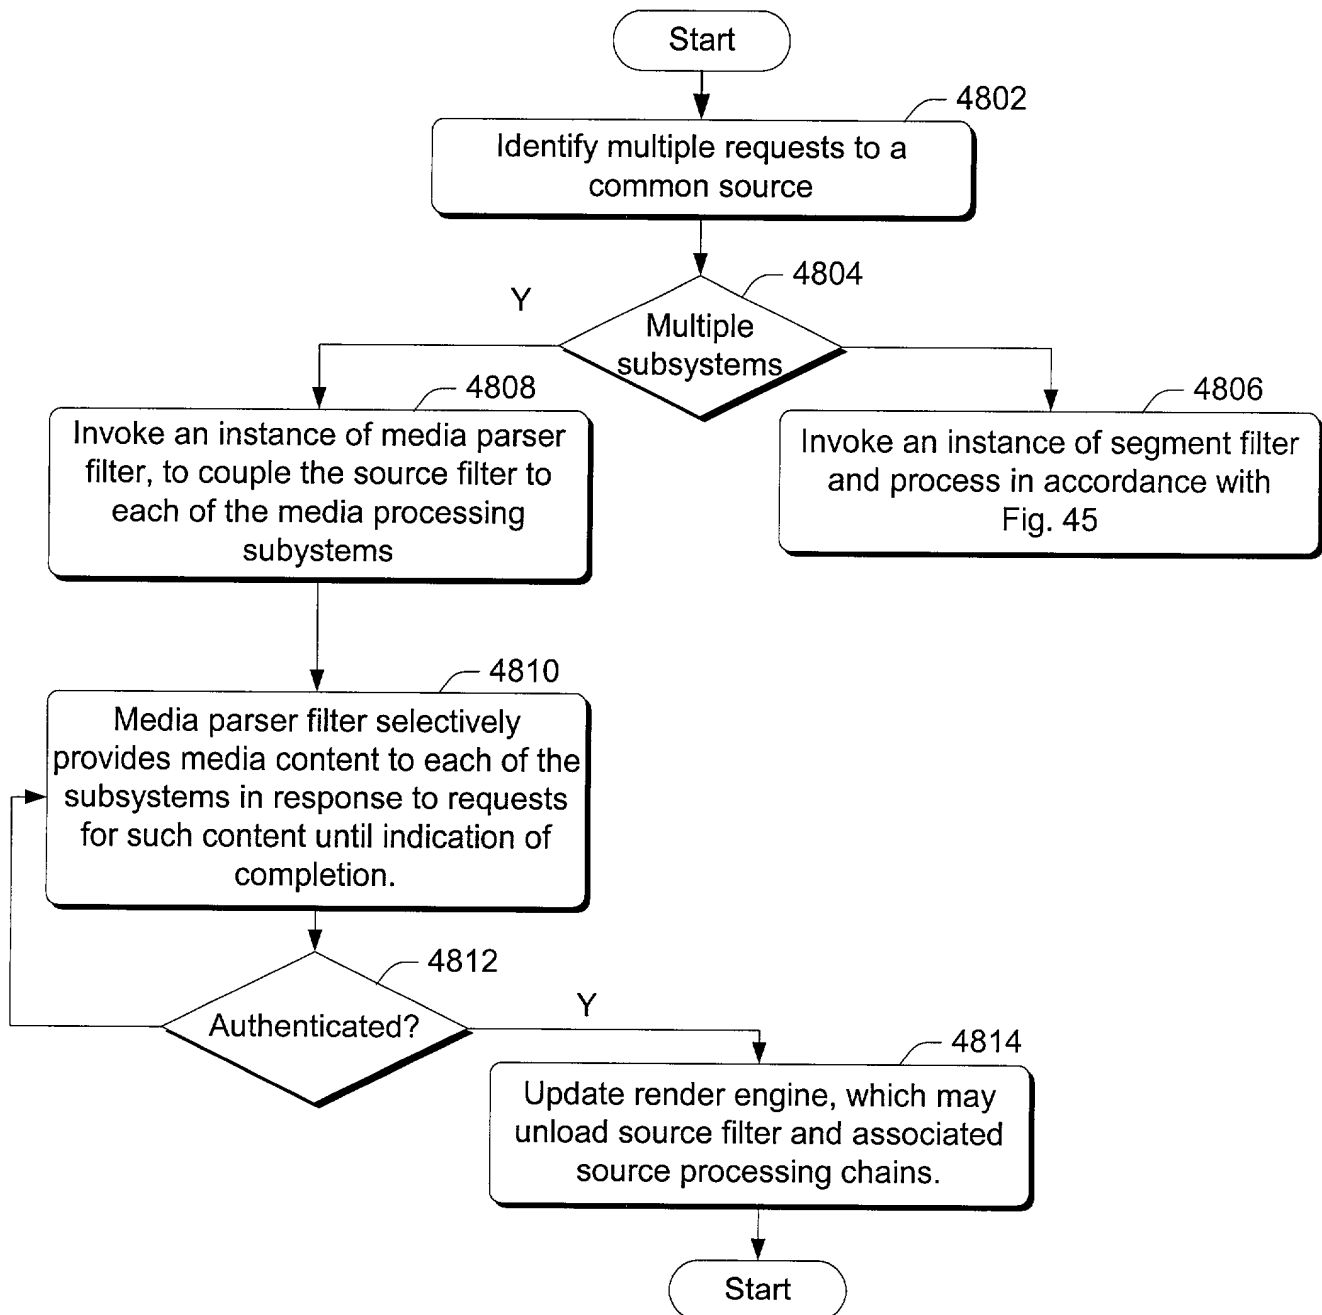 Start
4802
Identify multiple requests to a
common source
4804
Y
Multiple
subsystems
4808
Invoke an instance of media parser
filter, to couple the source filter to
each of the media processing
subystems
4806
Invoke an instance of segment filter
and process in accordance with
Fig. 45
4810
Media parser filter selectively
provides media content to each of the
subsystems in response to requests
for such content until indication of
completion.
4812
Authenticated?
Y
4814
Update render engine, which may
unload source filter and associated
source processing chains.
Start